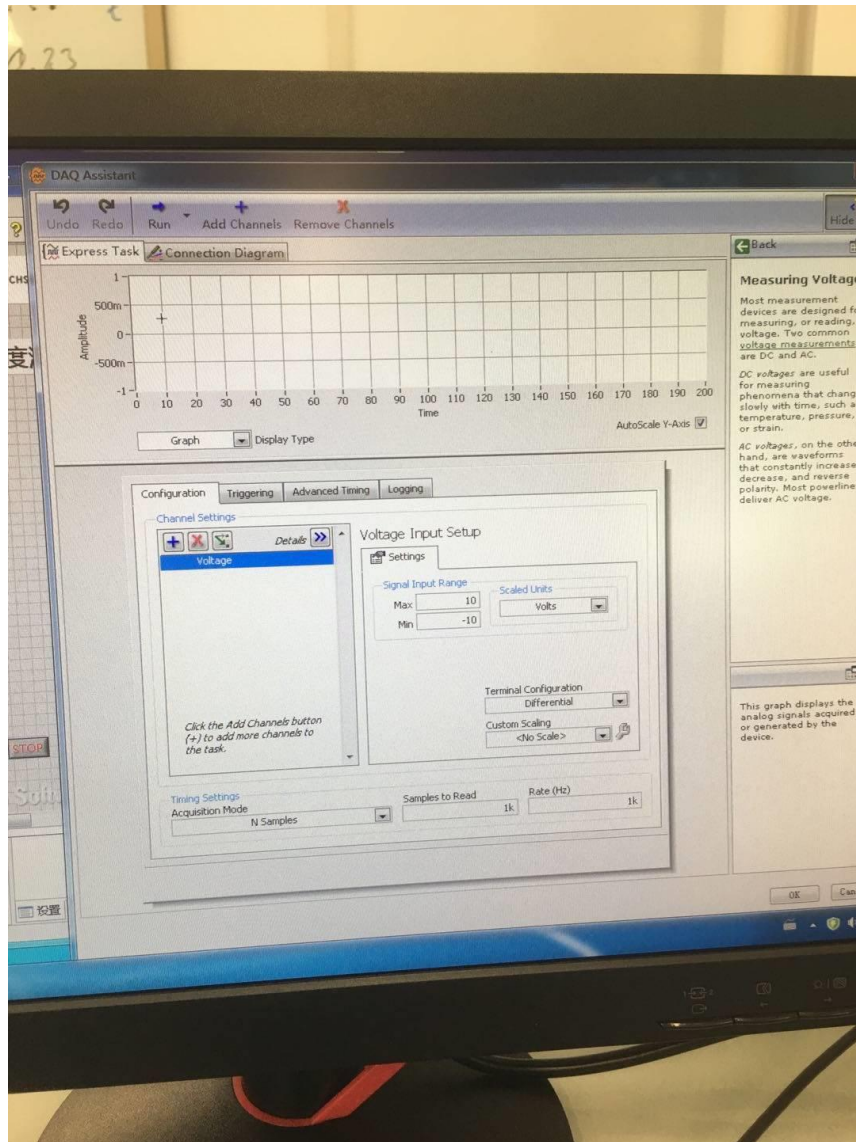 0.23
DAQ Assistant
Undo Redo Run Add Channels Remove Channels
Hide
Express Task Connection Diagram
Back
CHS
1
500m
0
-500m
-1
Amplitude
0 10 20 30 40 50 60 70 80 90 100 110 120 130 140 150 160 170 180 190 200
Time
AutoScale Y-Axis
Graph Display Type
Measuring Voltage
Most measurement
devices are designed fo
measuring, or reading,
voltage. Two common
voltage measurements
are DC and AC.
DC voltages are useful
for measuring
phenomena that chang
slowly with time, such a
temperature, pressure,
or strain.
AC voltages, on the othe
hand, are waveforms
that constantly increase
decrease, and reverse
polarity. Most powerline
deliver AC voltage.
Configuration Triggering Advanced Timing Logging
Channel Settings
Details
Voltage
Click the Add Channels button
(+) to add more channels to
the task.
Voltage Input Setup
Settings
Signal Input Range
Max 10
Min -10
Scaled Units
Volts
Terminal Configuration
Differential
Custom Scaling
<No Scale>
Timing Settings
Acquisition Mode
N Samples
Samples to Read
1k
Rate (Hz)
1k
This graph displays the
analog signals acquired
or generated by the
device.
STOP
Soft
设置
OK Can